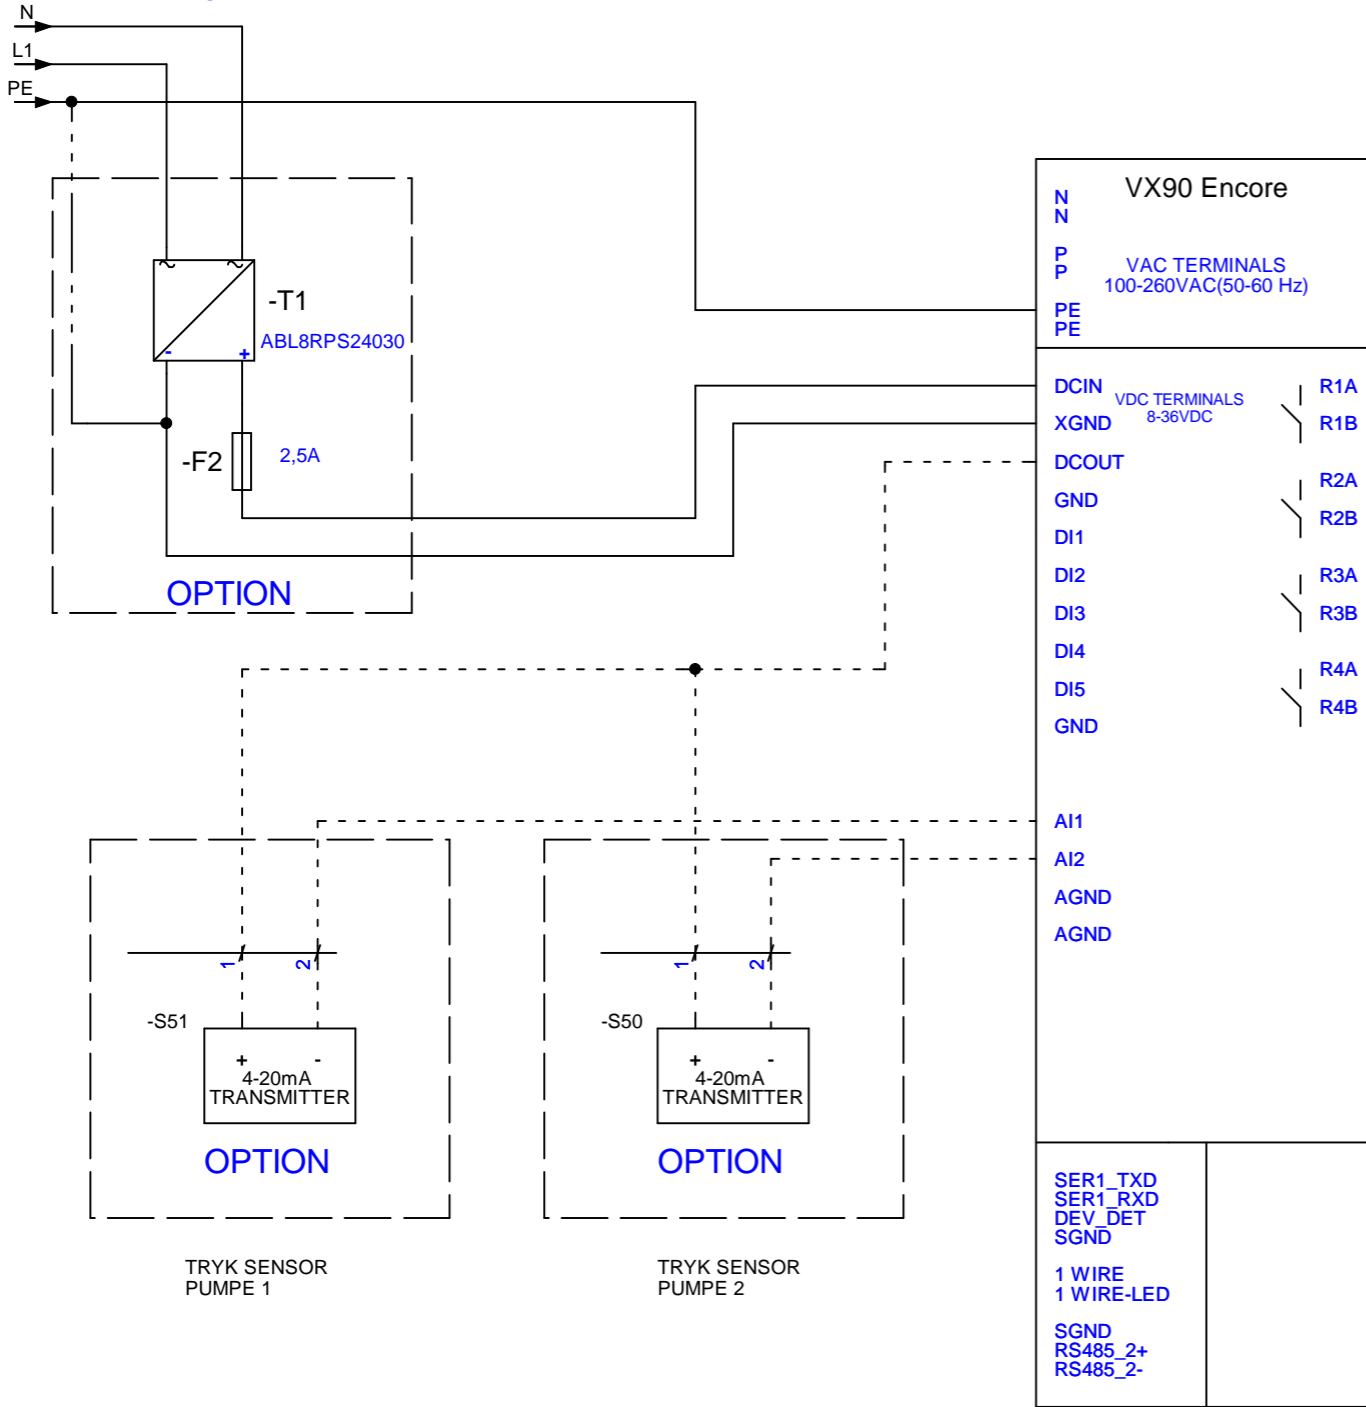 N
L1
PE
-T1
ABL8RPS24030
- +
-F2
2,5A
OPTION
VX90 Encore
N
N
P
P
VAC TERMINALS
100-260VAC(50-60 Hz)
PE
PE
DCIN
VDC TERMINALS
8-36VDC
XGND
DCOUT
GND
DI1
DI2
DI3
DI4
DI5
GND
R1A
R1B
R2A
R2B
R3A
R3B
R4A
R4B
AI1
AI2
AGND
AGND
1 2
-S51
+ -
4-20mA
TRANSMITTER
OPTION
TRYK SENSOR
PUMPE 1
1 2
-S50
+ -
4-20mA
TRANSMITTER
OPTION
TRYK SENSOR
PUMPE 2
SER1_TXD
SER1_RXD
DEV_DET
SGND
1 WIRE
1 WIRE-LED
SGND
RS485_2+
RS485_2-